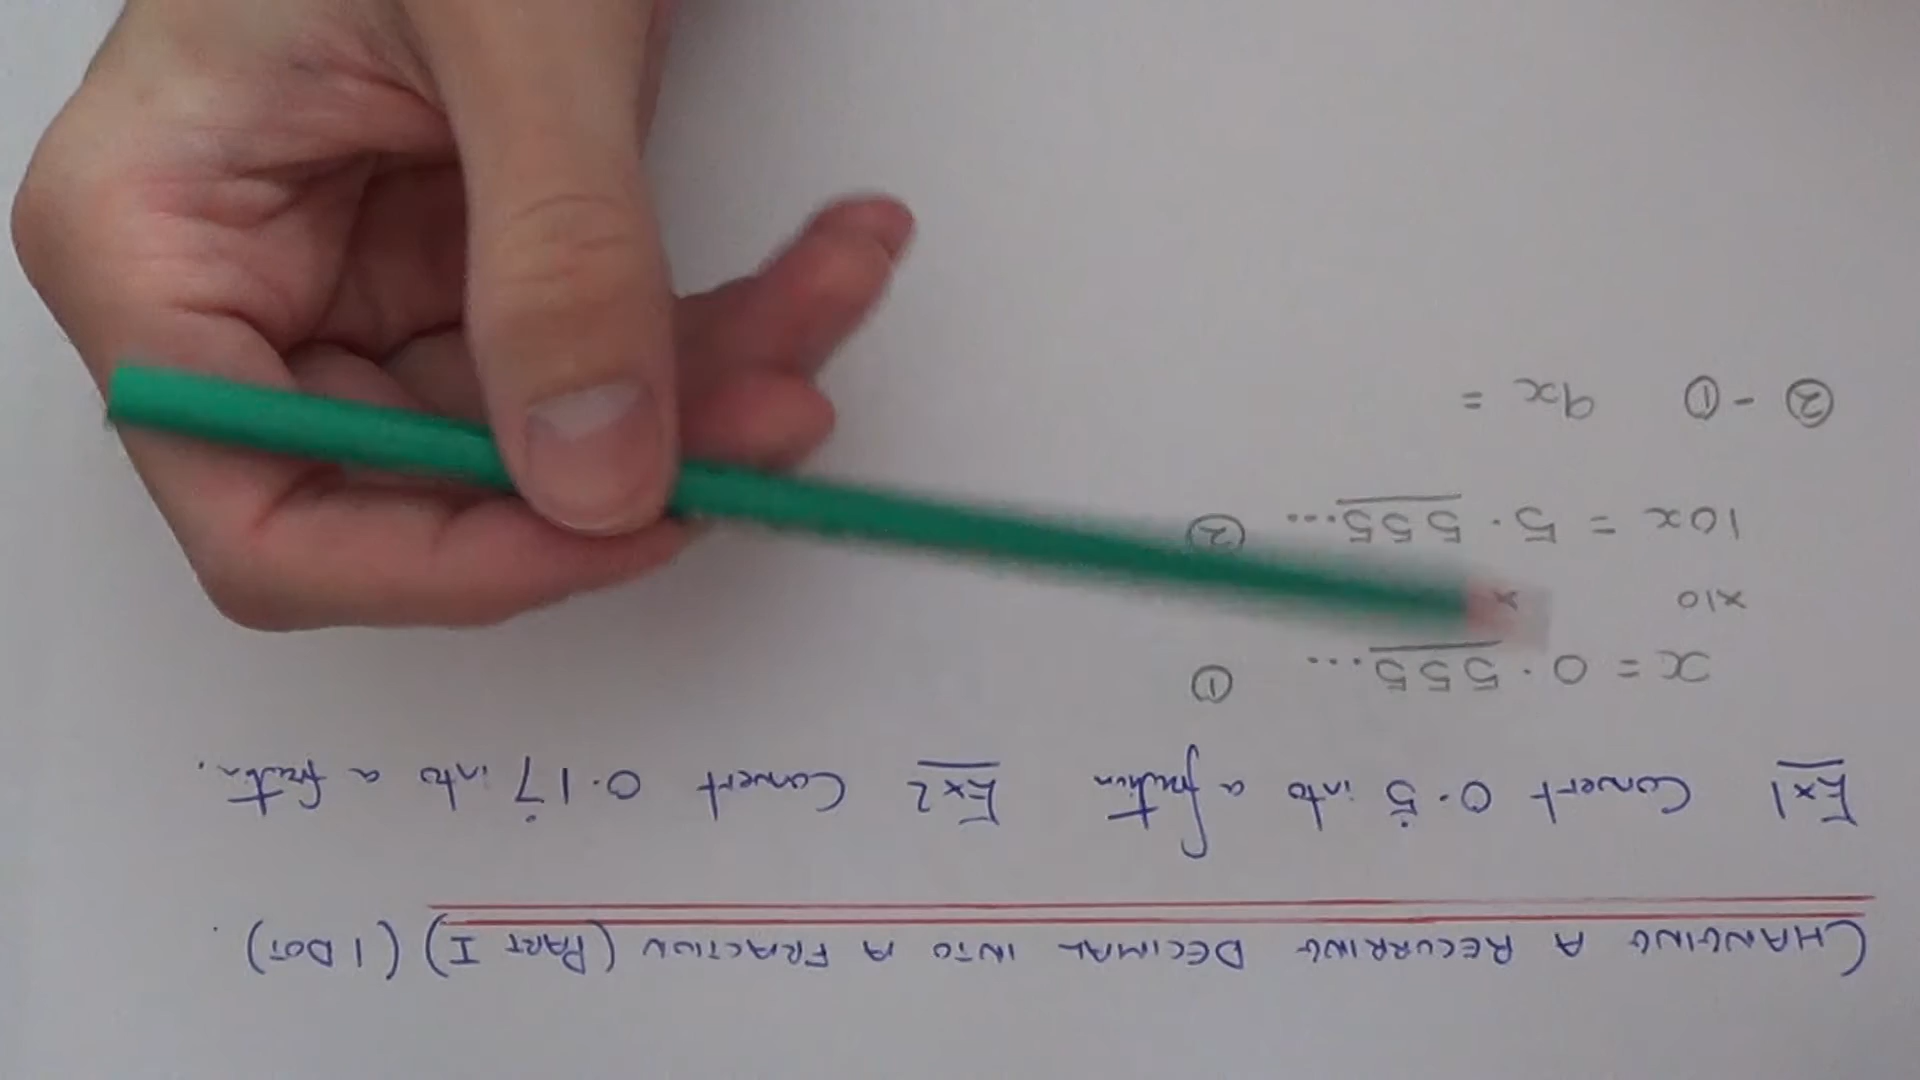 CHANGING A RECURRING DECIMAL INTO A FRACTION (PART I) (1 DOT).
Ex1 Convert 0.5̇ into a fraction Ex2 Convert 0.17̇ into a fraction.
x = 0.555... ①
×10 ×
10x = 5.555... ②
② - ① 9x =